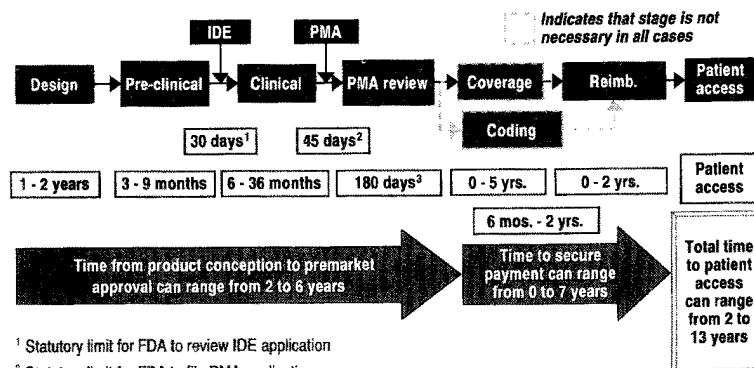 IDE
PMA
Indicates that stage is not
necessary in all cases
Design
Pre-clinical
Clinical
PMA review
Coverage
Reimb.
Patient
access
Coding
30 days¹
45 days²
1 - 2 years
3 - 9 months
6 - 36 months
180 days³
0 - 5 yrs.
0 - 2 yrs.
Patient
access
6 mos. - 2 yrs.
Time from product conception to premarket
approval can range from 2 to 6 years
Time to secure
payment can range
from 0 to 7 years
Total time
to patient
access
can range
from 2 to
13 years
¹ Statutory limit for FDA to review IDE application